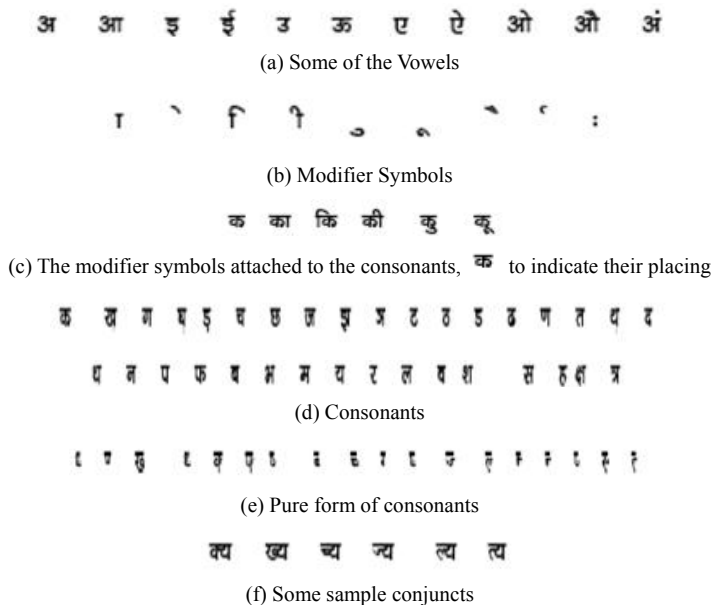 अ आ इ ई उ ऊ ए ऐ ओ औ अं
(a) Some of the Vowels
ा े ि ी ु ू ै ः
(b) Modifier Symbols
क का कि की कु कू
(c) The modifier symbols attached to the consonants, क to indicate their placing
क ख ग घ ङ च छ ज झ ञ ट ठ ड ढ ण त थ द
ध न प फ ब भ म य र ल व श स ह क्ष त्र
(d) Consonants
(e) Pure form of consonants
क्य ख्य च्य ज्य ल्य त्य
(f) Some sample conjuncts